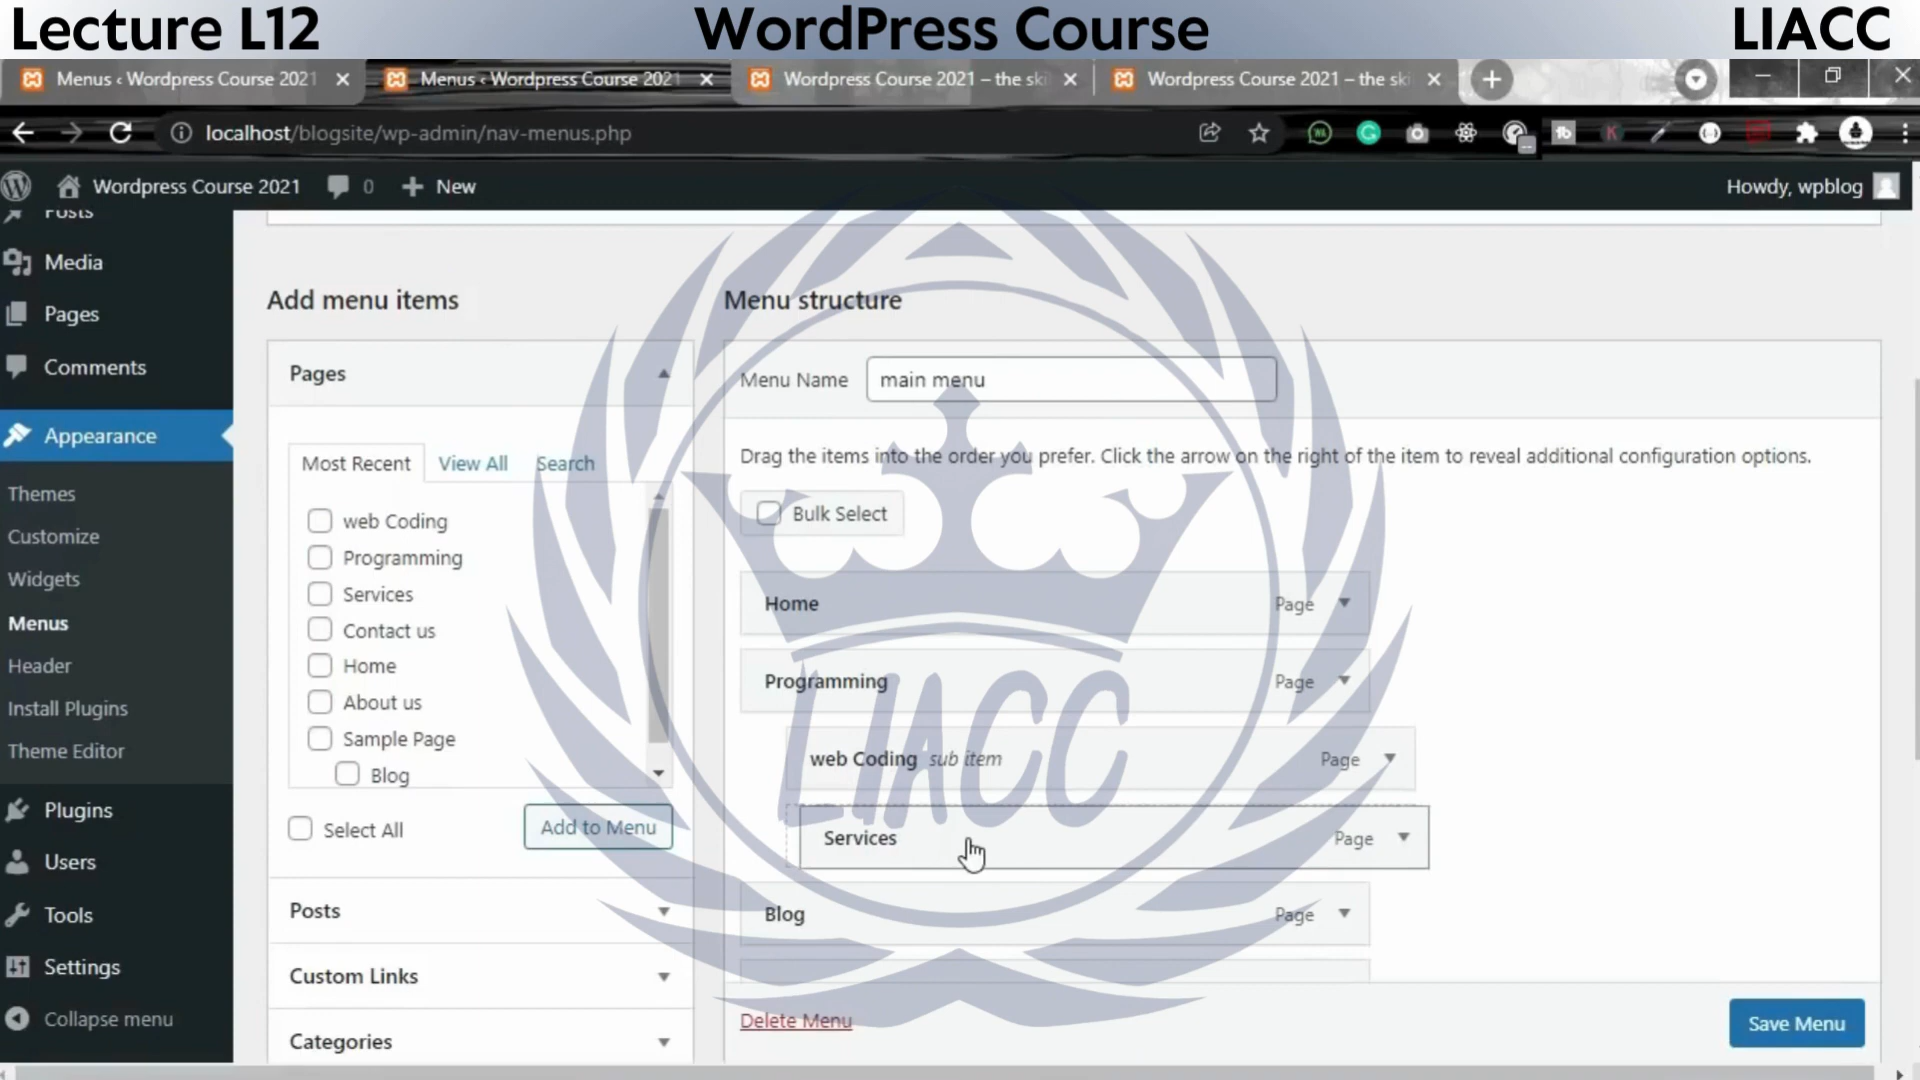 Lecture L12
WordPress Course
LIACC
Menus ‹ Wordpress Course 2021
Menus ‹ Wordpress Course 2021
Wordpress Course 2021 – the ski
Wordpress Course 2021 – the ski
localhost/blogsite/wp-admin/nav-menus.php
Wordpress Course 2021
0
New
Howdy, wpblog
Posts
Media
Pages
Comments
Appearance
Themes
Customize
Widgets
Menus
Header
Install Plugins
Theme Editor
Plugins
Users
Tools
Settings
Collapse menu
Add menu items
Pages
Most Recent
View All
Search
web Coding
Programming
Services
Contact us
Home
About us
Sample Page
Blog
Select All
Add to Menu
Posts
Custom Links
Categories
Menu structure
Menu Name
main menu
Drag the items into the order you prefer. Click the arrow on the right of the item to reveal additional configuration options.
Bulk Select
Home Page
Programming Page
web Coding sub item Page
Services Page
Blog Page
Delete Menu
Save Menu
LIACC